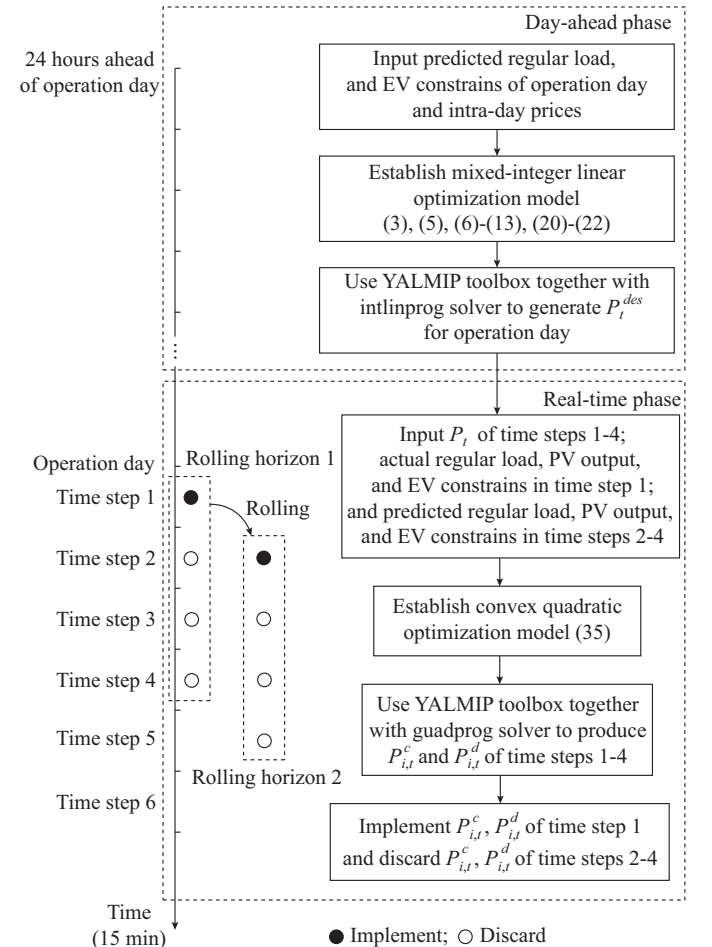 Day-ahead phase
24 hours ahead
of operation day
Input predicted regular load,
and EV constrains of operation day
and intra-day prices
Establish mixed-integer linear
optimization model
(3), (5), (6)-(13), (20)-(22)
Use YALMIP toolbox together with
intlinprog solver to generate P_t^{des}
for operation day
⋮
Real-time phase
Input P_t of time steps 1-4;
actual regular load, PV output,
and EV constrains in time step 1;
and predicted regular load, PV output,
and EV constrains in time steps 2-4
Establish convex quadratic
optimization model (35)
Use YALMIP toolbox together
with guadprog solver to produce
P_{i,t}^c and P_{i,t}^d of time steps 1-4
Implement P_{i,t}^c, P_{i,t}^d of time step 1
and discard P_{i,t}^c, P_{i,t}^d of time steps 2-4
Operation day
Rolling horizon 1
Time step 1
Rolling
Time step 2
Time step 3
Time step 4
Time step 5
Rolling horizon 2
Time step 6
Time
(15 min)
● Implement; ○ Discard